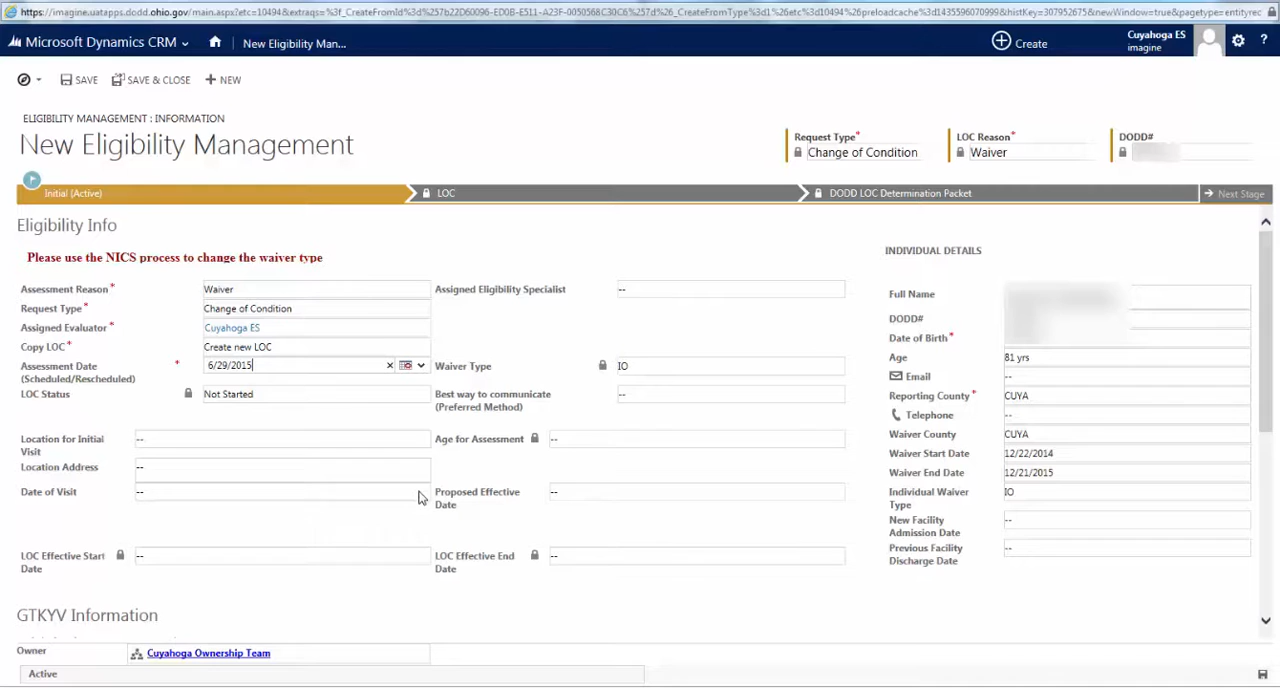 https://imagine.uatapps.dodd.ohio.gov/main.aspx?etc=10494&extraqs=%3f_CreateFromId%3d%257b22D60096-ED0B-E511-A23F-0050568C30C6%257d%26_CreateFromType%3d1%26etc%3d10494%26preloadcache%3d1435596070999&histKey=307952675&newWindow=true&pagetype=entityrec
Microsoft Dynamics CRM New Eligibility Man... Create Cuyahoga ES ?
imagine
SAVE SAVE & CLOSE + NEW
ELIGIBILITY MANAGEMENT : INFORMATION
New Eligibility Management
Request Type* LOC Reason* DODD#
Change of Condition Waiver
Initial (Active) LOC DODD LOC Determination Packet → Next Stage
Eligibility Info
Please use the NICS process to change the waiver type
INDIVIDUAL DETAILS
Assessment Reason* Waiver Assigned Eligibility Specialist --
Full Name
Request Type* Change of Condition
DODD#
Assigned Evaluator* Cuyahoga ES
Date of Birth*
Copy LOC* Create new LOC
Age 81 yrs
Assessment Date * 6/29/2015 Waiver Type IO
(Scheduled/Rescheduled)
Email --
LOC Status Not Started Best way to communicate --
(Preferred Method)
Reporting County* CUYA
Telephone --
Location for Initial -- Age for Assessment --
Visit
Waiver County CUYA
Waiver Start Date 12/22/2014
Location Address --
Waiver End Date 12/21/2015
Date of Visit -- Proposed Effective --
Date
Individual Waiver IO
Type
New Facility --
Admission Date
LOC Effective Start -- LOC Effective End --
Date Date
Previous Facility --
Discharge Date
GTKYV Information
Owner Cuyahoga Ownership Team
Active